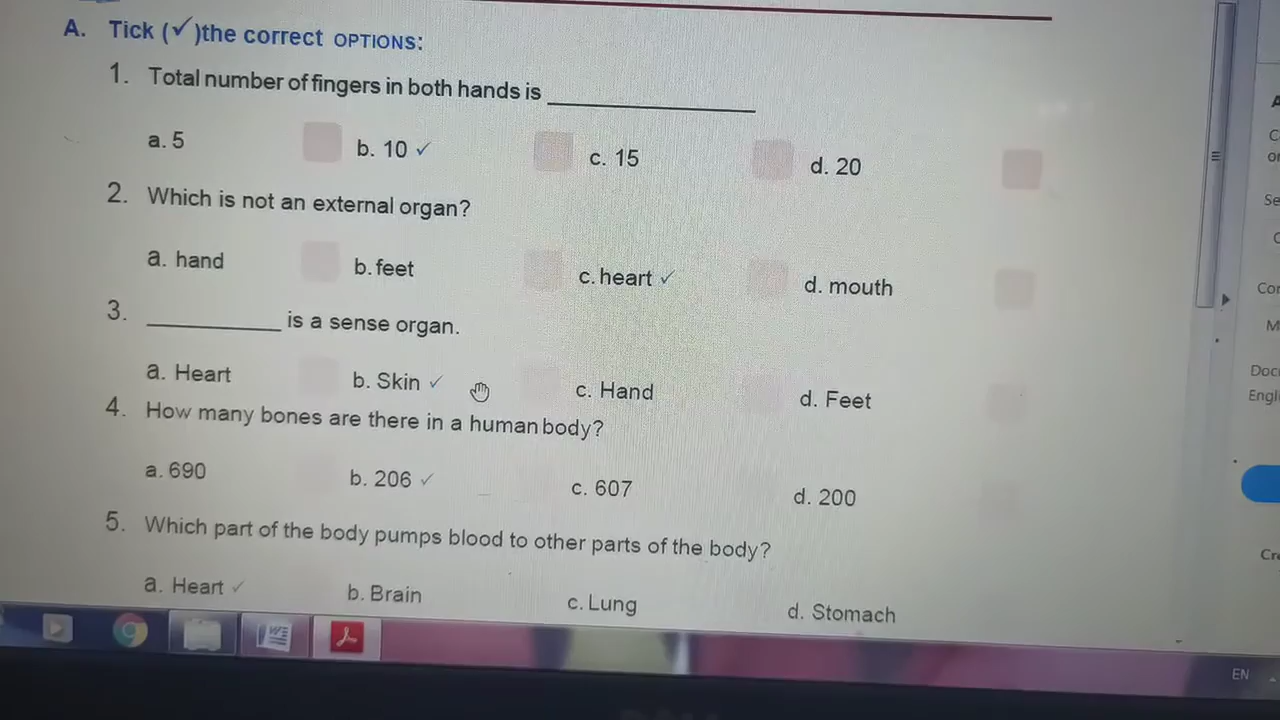 A. Tick (✓)the correct OPTIONS:
1. Total number of fingers in both hands is ____________
a. 5 b. 10 ✓ c. 15 d. 20
2. Which is not an external organ?
a. hand b. feet c. heart ✓ d. mouth
3. ____________ is a sense organ.
a. Heart b. Skin ✓ c. Hand d. Feet
4. How many bones are there in a human body?
a. 690 b. 206 ✓ c. 607 d. 200
5. Which part of the body pumps blood to other parts of the body?
a. Heart ✓ b. Brain c. Lung d. Stomach
EN